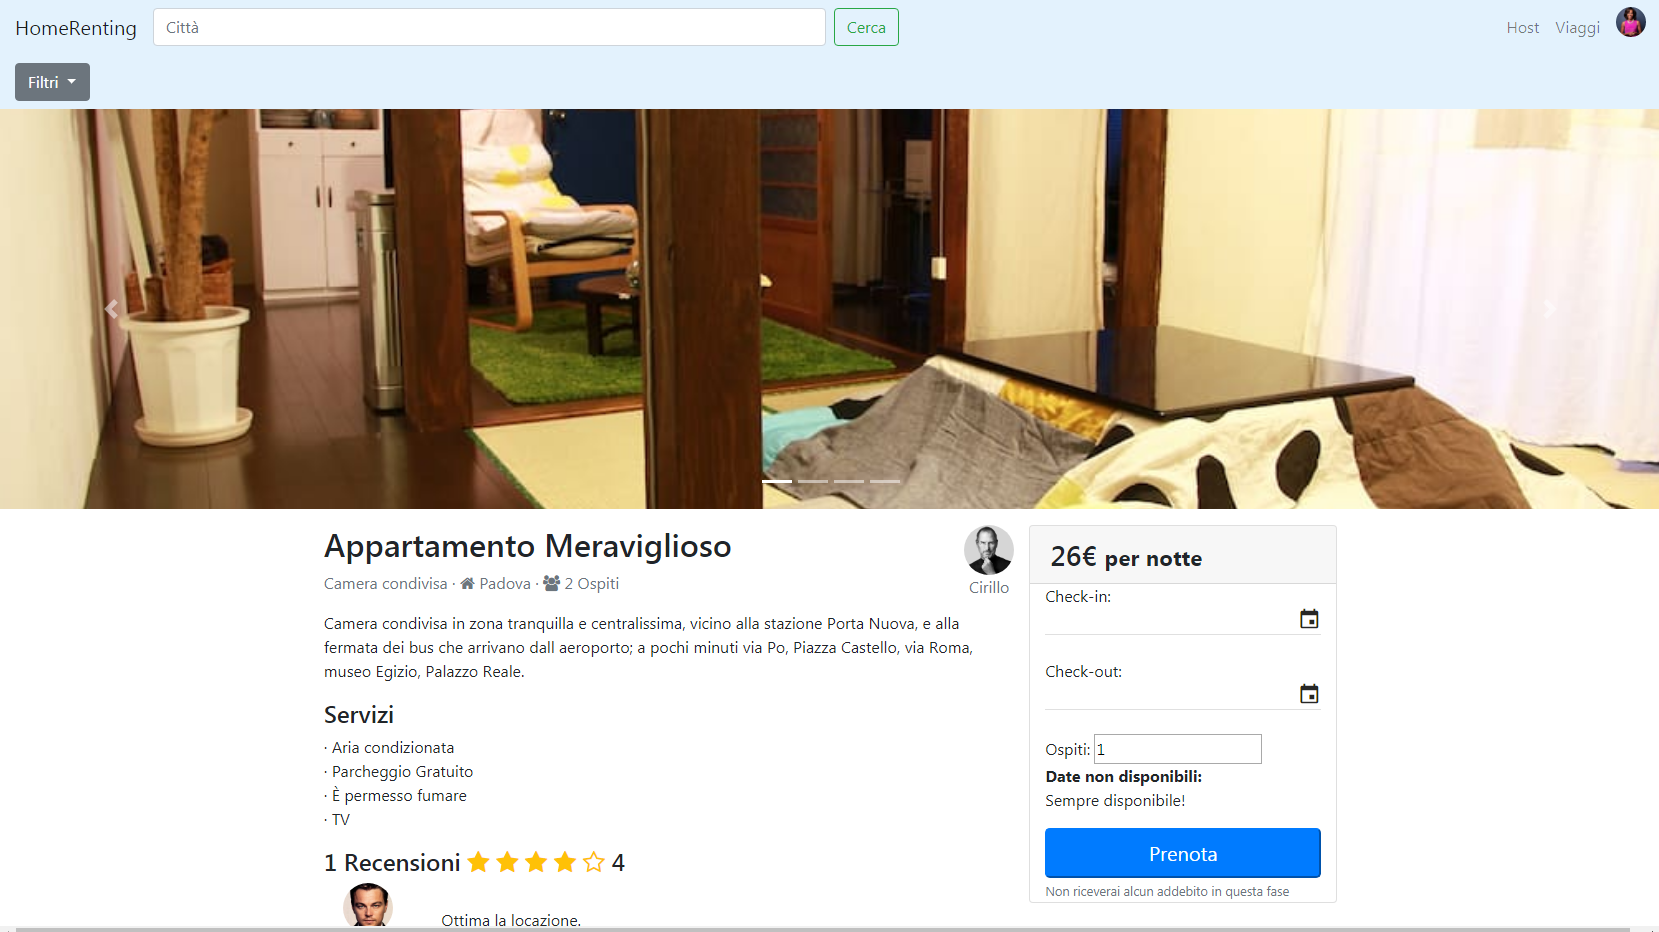 HomeRenting
Città
Cerca
Host
Viaggi
Filtri
Appartamento Meraviglioso
Camera condivisa · Padova · 2 Ospiti
Cirillo
Camera condivisa in zona tranquilla e centralissima, vicino alla stazione Porta Nuova, e alla
fermata dei bus che arrivano dall aeroporto; a pochi minuti via Po, Piazza Castello, via Roma,
museo Egizio, Palazzo Reale.
Servizi
· Aria condizionata
· Parcheggio Gratuito
· È permesso fumare
· TV
1 Recensioni 4
Ottima la locazione.
26€ per notte
Check-in:
Check-out:
Ospiti: 1
Date non disponibili:
Sempre disponibile!
Prenota
Non riceverai alcun addebito in questa fase